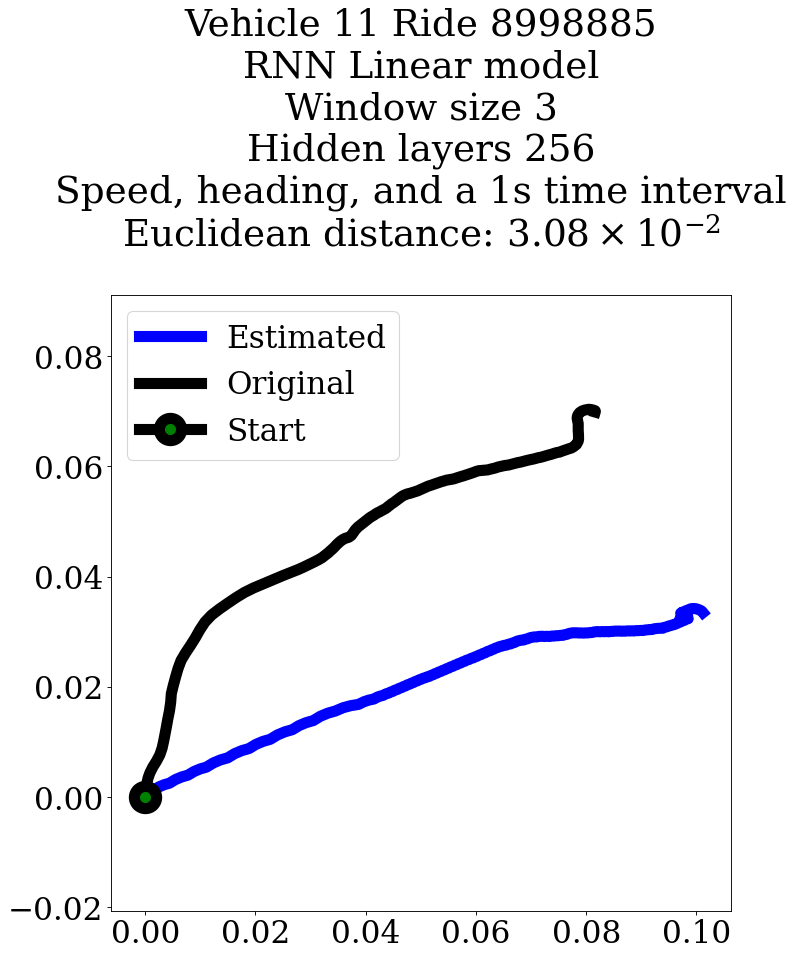 Vehicle 11 Ride 8998885
RNN Linear model
Window size 3
Hidden layers 256
Speed, heading, and a 1s time interval
Euclidean distance: 3.08 × 10⁻²
Estimated
Original
Start
0.08
0.06
0.04
0.02
0.00
−0.02
0.00 0.02 0.04 0.06 0.08 0.10